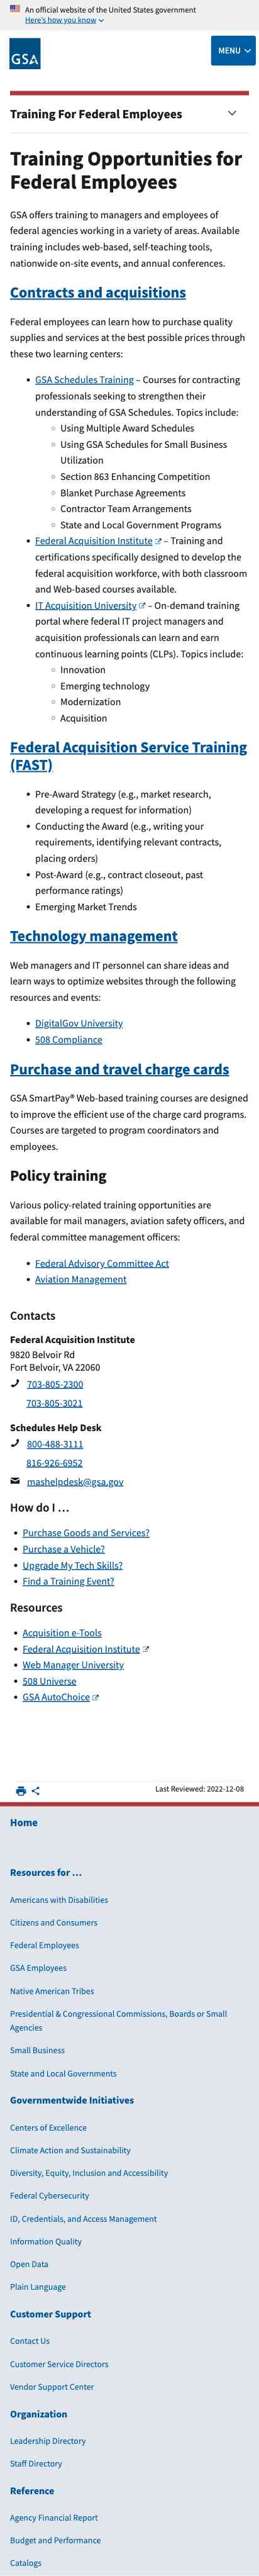 An official website of the United States government
Here's how you know
GSA
MENU
Training For Federal Employees
Training Opportunities for
Federal Employees
GSA offers training to managers and employees of
federal agencies working in a variety of areas. Available
training includes web-based, self-teaching tools,
nationwide on-site events, and annual conferences.
Contracts and acquisitions
Federal employees can learn how to purchase quality
supplies and services at the best possible prices through
these two learning centers:
• GSA Schedules Training – Courses for contracting
professionals seeking to strengthen their
understanding of GSA Schedules. Topics include:
◦ Using Multiple Award Schedules
◦ Using GSA Schedules for Small Business
Utilization
◦ Section 863 Enhancing Competition
◦ Blanket Purchase Agreements
◦ Contractor Team Arrangements
◦ State and Local Government Programs
• Federal Acquisition Institute – Training and
certifications specifically designed to develop the
federal acquisition workforce, with both classroom
and Web-based courses available.
• IT Acquisition University – On-demand training
portal where federal IT project managers and
acquisition professionals can learn and earn
continuous learning points (CLPs). Topics include:
◦ Innovation
◦ Emerging technology
◦ Modernization
◦ Acquisition
Federal Acquisition Service Training
(FAST)
• Pre-Award Strategy (e.g., market research,
developing a request for information)
• Conducting the Award (e.g., writing your
requirements, identifying relevant contracts,
placing orders)
• Post-Award (e.g., contract closeout, past
performance ratings)
• Emerging Market Trends
Technology management
Web managers and IT personnel can share ideas and
learn ways to optimize websites through the following
resources and events:
• DigitalGov University
• 508 Compliance
Purchase and travel charge cards
GSA SmartPay® Web-based training courses are designed
to improve the efficient use of the charge card programs.
Courses are targeted to program coordinators and
employees.
Policy training
Various policy-related training opportunities are
available for mail managers, aviation safety officers, and
federal committee management officers:
• Federal Advisory Committee Act
• Aviation Management
Contacts
Federal Acquisition Institute
9820 Belvoir Rd
Fort Belvoir, VA 22060
703-805-2300
703-805-3021
Schedules Help Desk
800-488-3111
816-926-6952
mashelpdesk@gsa.gov
How do I …
• Purchase Goods and Services?
• Purchase a Vehicle?
• Upgrade My Tech Skills?
• Find a Training Event?
Resources
• Acquisition e-Tools
• Federal Acquisition Institute
• Web Manager University
• 508 Universe
• GSA AutoChoice
Last Reviewed: 2022-12-08
Home
Resources for …
Americans with Disabilities
Citizens and Consumers
Federal Employees
GSA Employees
Native American Tribes
Presidential & Congressional Commissions, Boards or Small
Agencies
Small Business
State and Local Governments
Governmentwide Initiatives
Centers of Excellence
Climate Action and Sustainability
Diversity, Equity, Inclusion and Accessibility
Federal Cybersecurity
ID, Credentials, and Access Management
Information Quality
Open Data
Plain Language
Customer Support
Contact Us
Customer Service Directors
Vendor Support Center
Organization
Leadership Directory
Staff Directory
Reference
Agency Financial Report
Budget and Performance
Catalogs